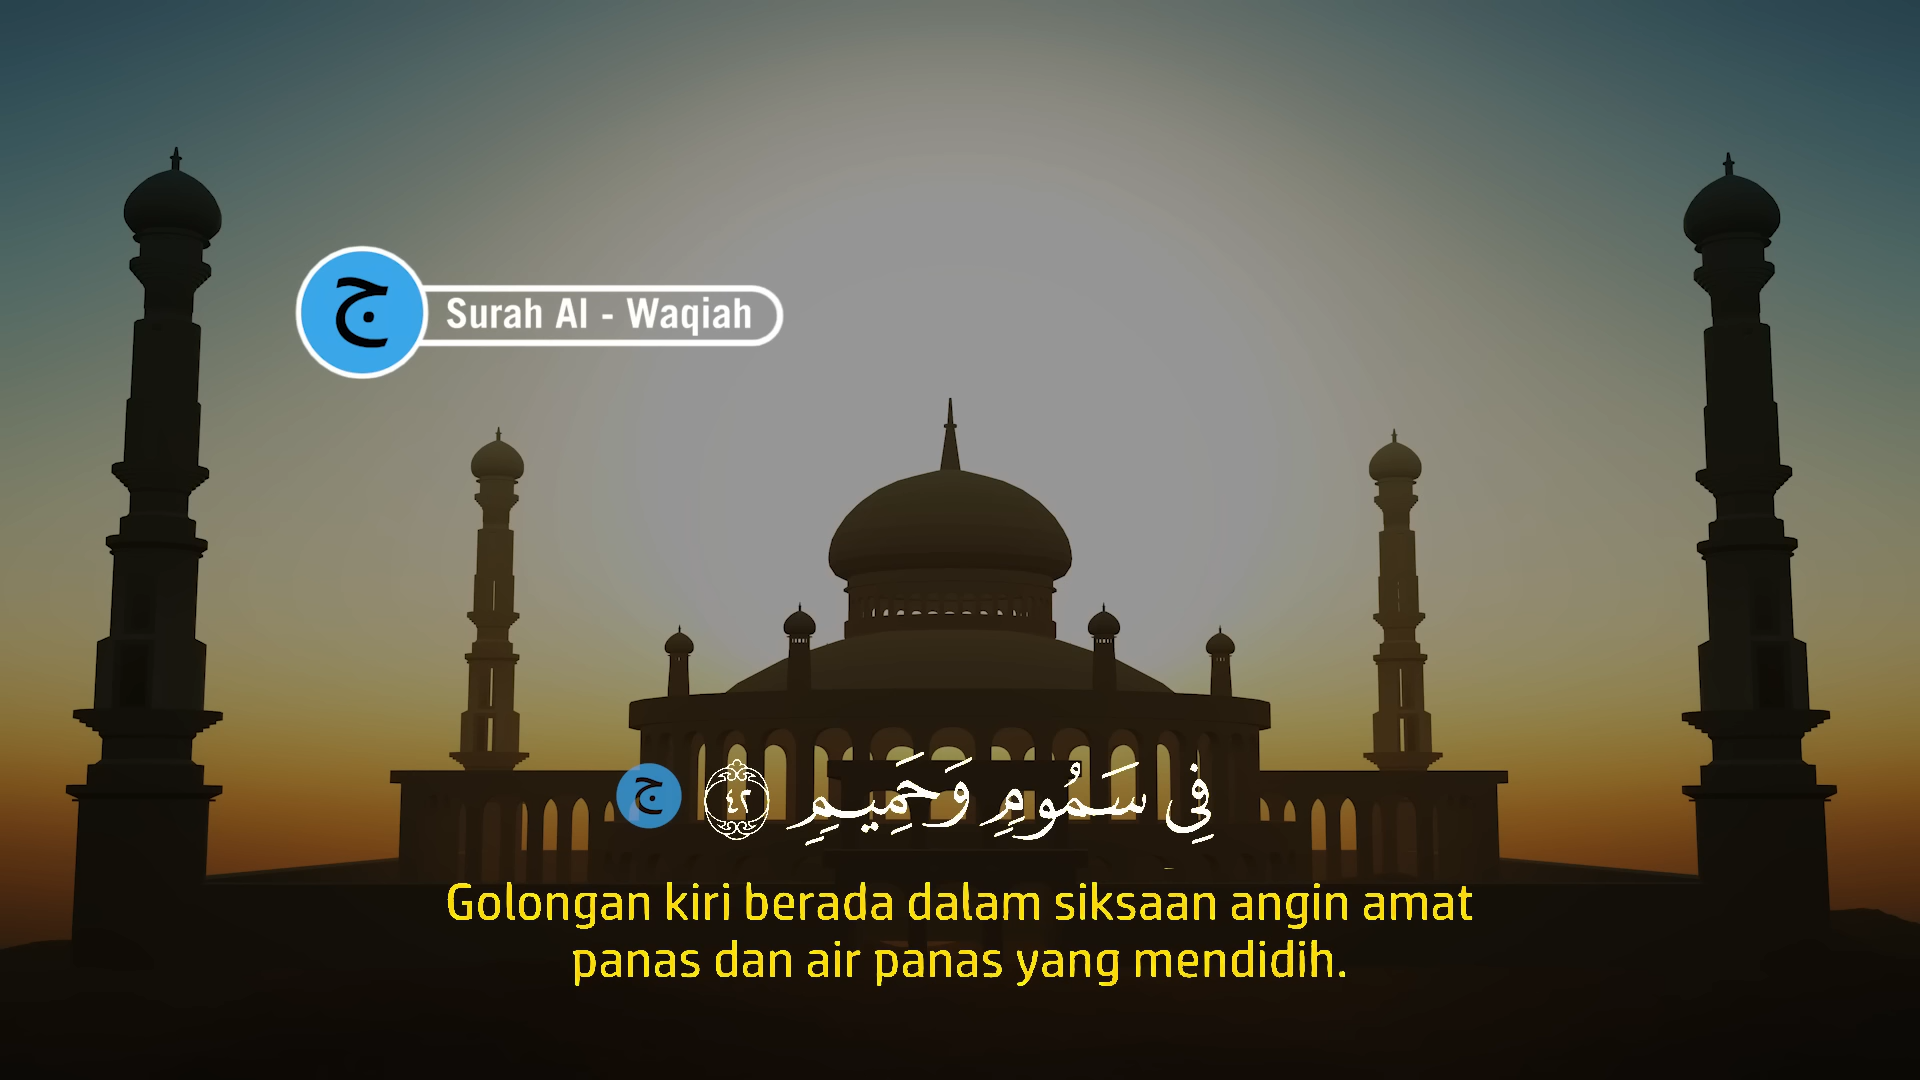 ج
Surah Al - Waqiah
فِي سَمُومٍ وَحَمِيمٍ ٤٢ ج
Golongan kiri berada dalam siksaan angin amat
panas dan air panas yang mendidih.